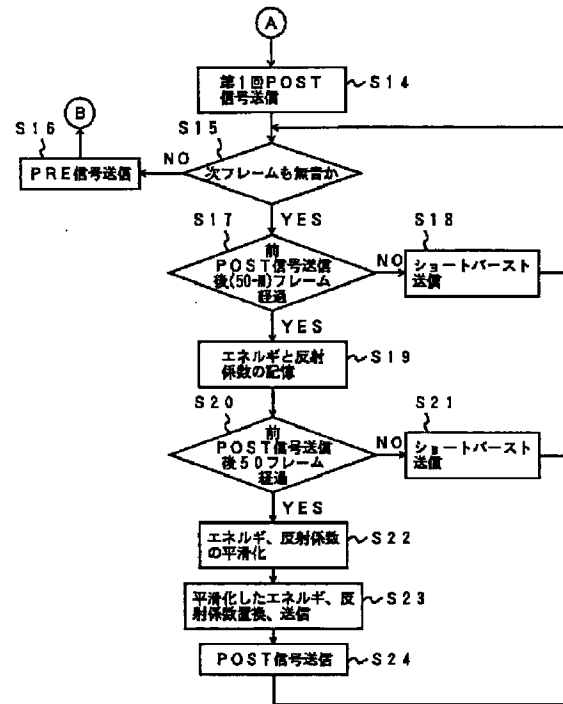 A
第1回POST
信号送信
S14
B
S16
S15
PRE信号送信
NO
次フレームも無音か
YES
S17
S18
前
POST信号送信
後(50-M)フレーム
経過
NO
ショートバースト
送信
YES
エネルギと反射
係数の記憶
S19
S20
S21
前
POST信号送信
後50フレーム
経過
NO
ショートバースト
送信
YES
エネルギ、反射係数
の平滑化
S22
平滑化したエネルギ、反
射係数置換、送信
S23
POST信号送信
S24